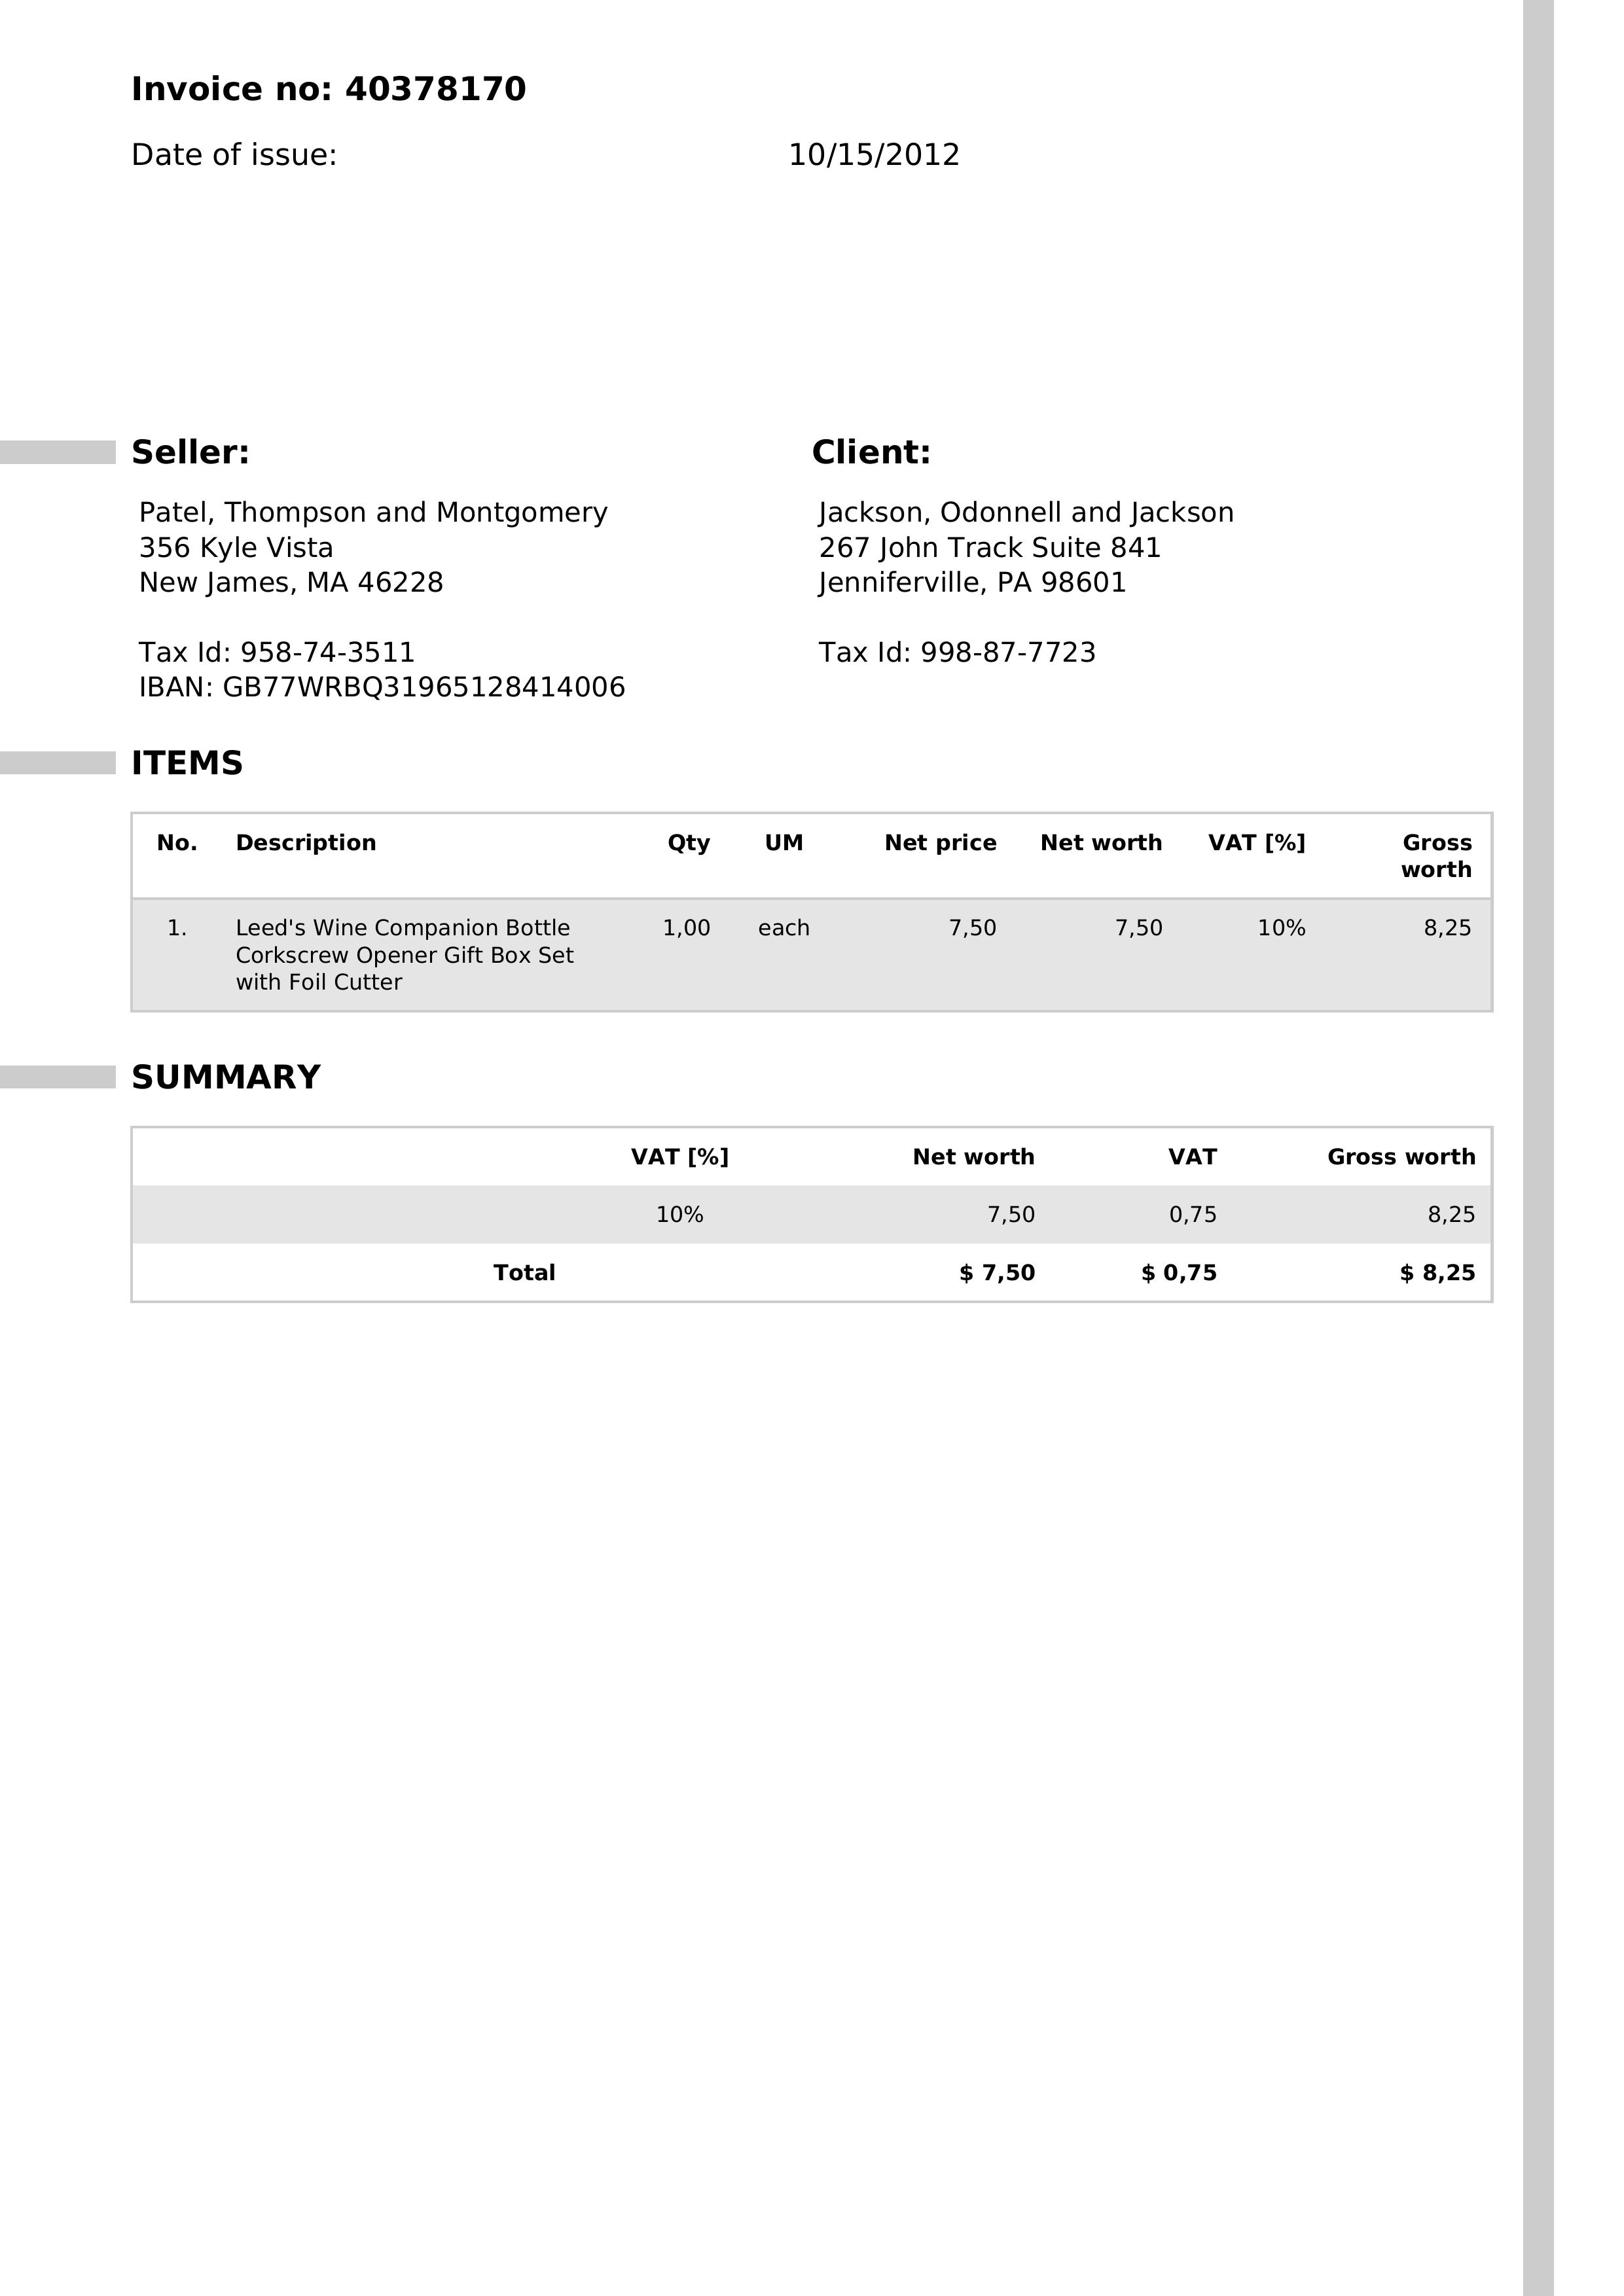 Invoice no: 40378170
Date of issue: 10/15/2012
Seller:
Patel, Thompson and Montgomery
356 Kyle Vista
New James, MA 46228
Tax Id: 958-74-3511
IBAN: GB77WRBQ31965128414006
Client:
Jackson, Odonnell and Jackson
267 John Track Suite 841
Jenniferville, PA 98601
Tax Id: 998-87-7723
ITEMS
No. Description Qty UM Net price Net worth VAT [%] Gross
worth
1. Leed's Wine Companion Bottle 1,00 each 7,50 7,50 10% 8,25
Corkscrew Opener Gift Box Set
with Foil Cutter
SUMMARY
VAT [%] Net worth VAT Gross worth
10% 7,50 0,75 8,25
Total $ 7,50 $ 0,75 $ 8,25